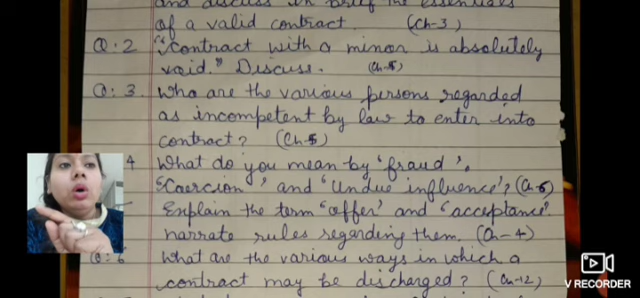 and discuss in brief the essentials
of a valid contract. (Ch-3)
Q:2 "Contract with a minor is absolutely
void." Discuss. (Ch-5)
Q:3. Who are the various persons regarded
as incompetent by law to enter into
contract? (Ch-5)
4 What do you mean by 'fraud',
'Coercion' and 'Undue influence'? (Ch-6)
Explain the term 'offer' and 'acceptance'.
narrate rules regarding them. (Ch-4)
Q:6 What are the various ways in which a
contract may be discharged? (Ch-12)
V RECORDER